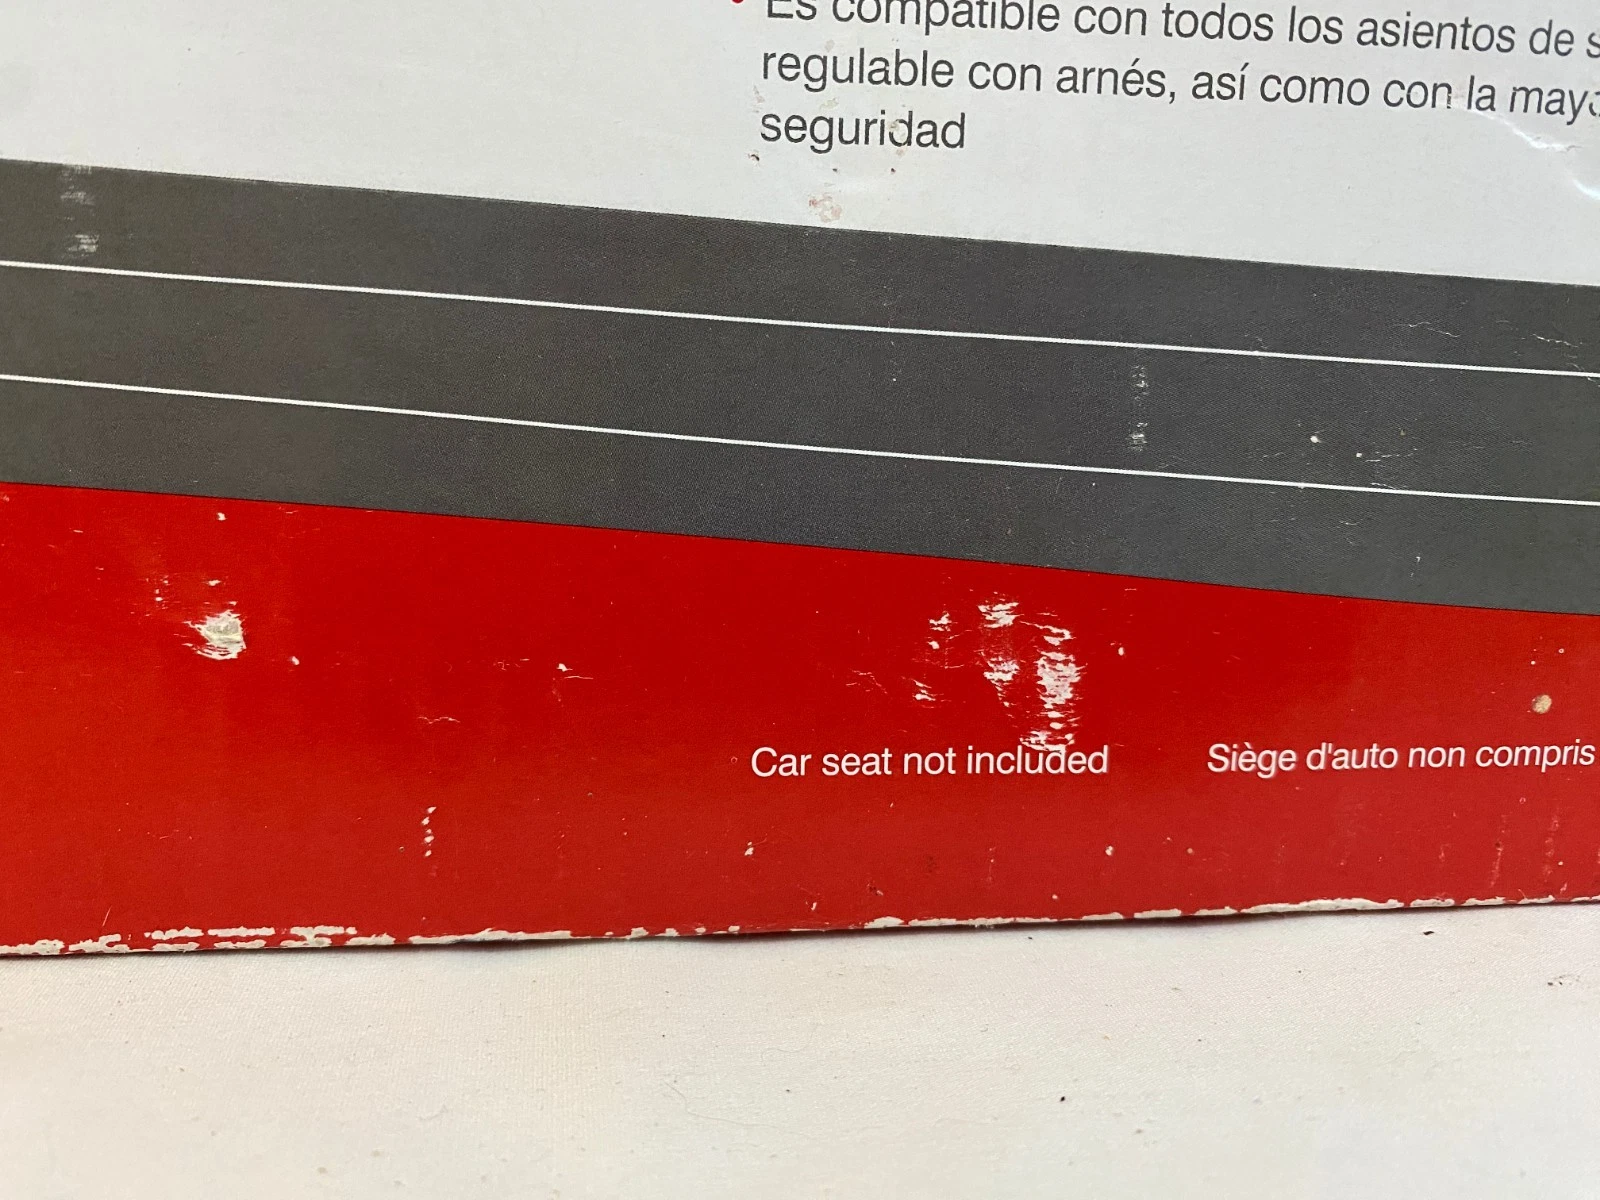 Es compatible con todos los asientos de
regulable con arnés, así como con la
seguridad
Car seat not included
Siège d'auto non compris